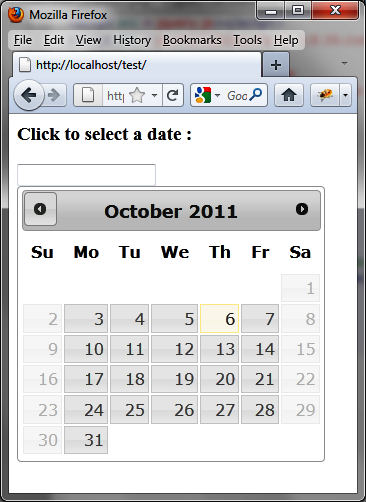 Mozilla Firefox
File Edit View History Bookmarks Tools Help
http://localhost/test/
http Goo
Click to select a date :
October 2011
Su Mo Tu We Th Fr Sa
1
2 3 4 5 6 7 8
9 10 11 12 13 14 15
16 17 18 19 20 21 22
23 24 25 26 27 28 29
30 31